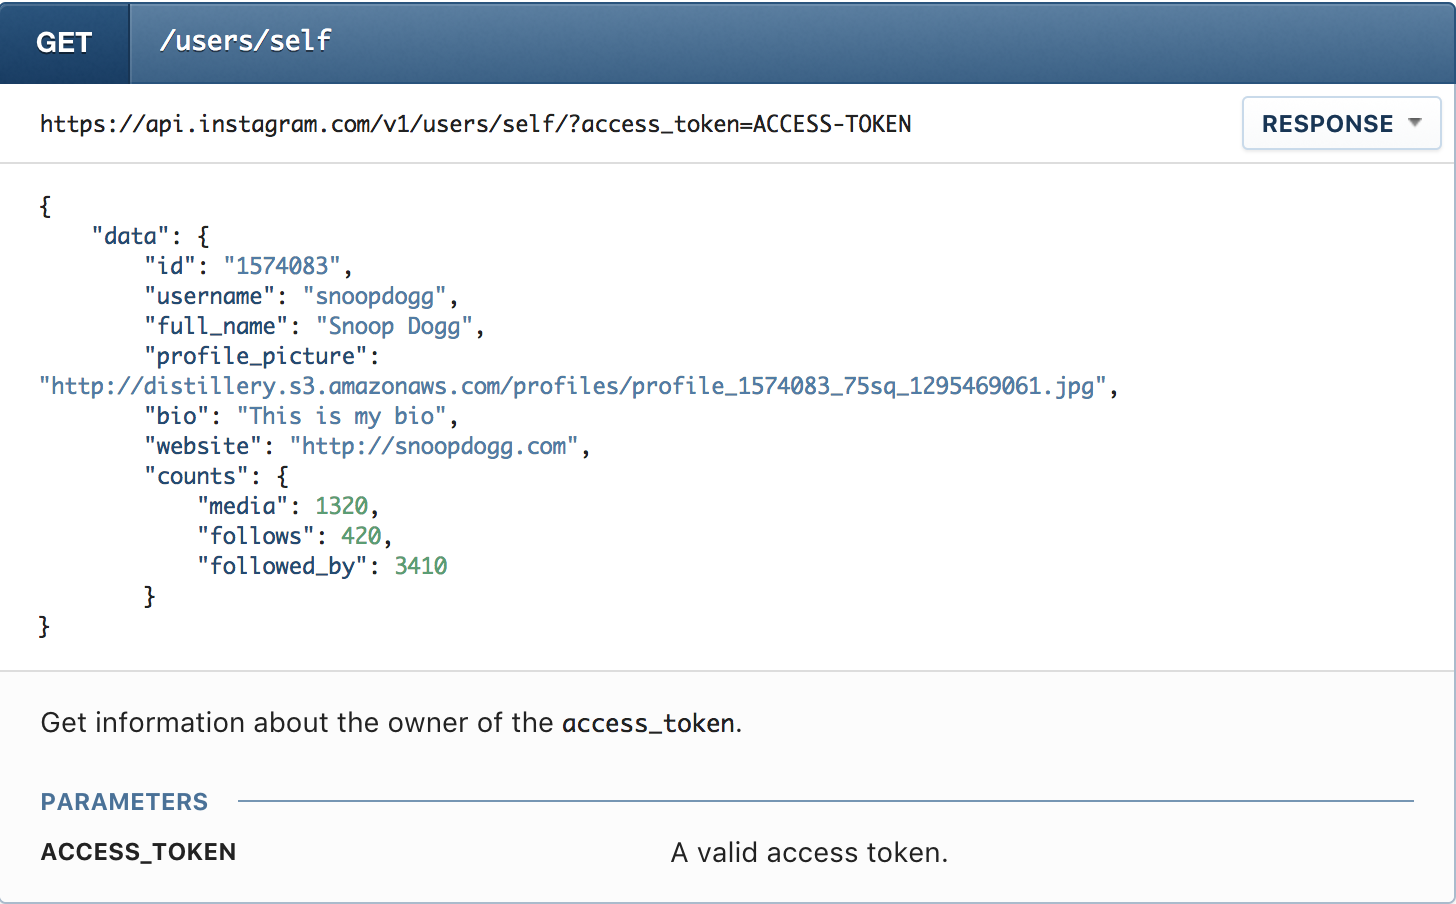 GET /users/self
https://api.instagram.com/v1/users/self/?access_token=ACCESS-TOKEN RESPONSE
{
    "data": {
        "id": "1574083",
        "username": "snoopdogg",
        "full_name": "Snoop Dogg",
        "profile_picture":
"http://distillery.s3.amazonaws.com/profiles/profile_1574083_75sq_1295469061.jpg",
        "bio": "This is my bio",
        "website": "http://snoopdogg.com",
        "counts": {
            "media": 1320,
            "follows": 420,
            "followed_by": 3410
        }
}
Get information about the owner of the access_token.
PARAMETERS
ACCESS_TOKEN A valid access token.